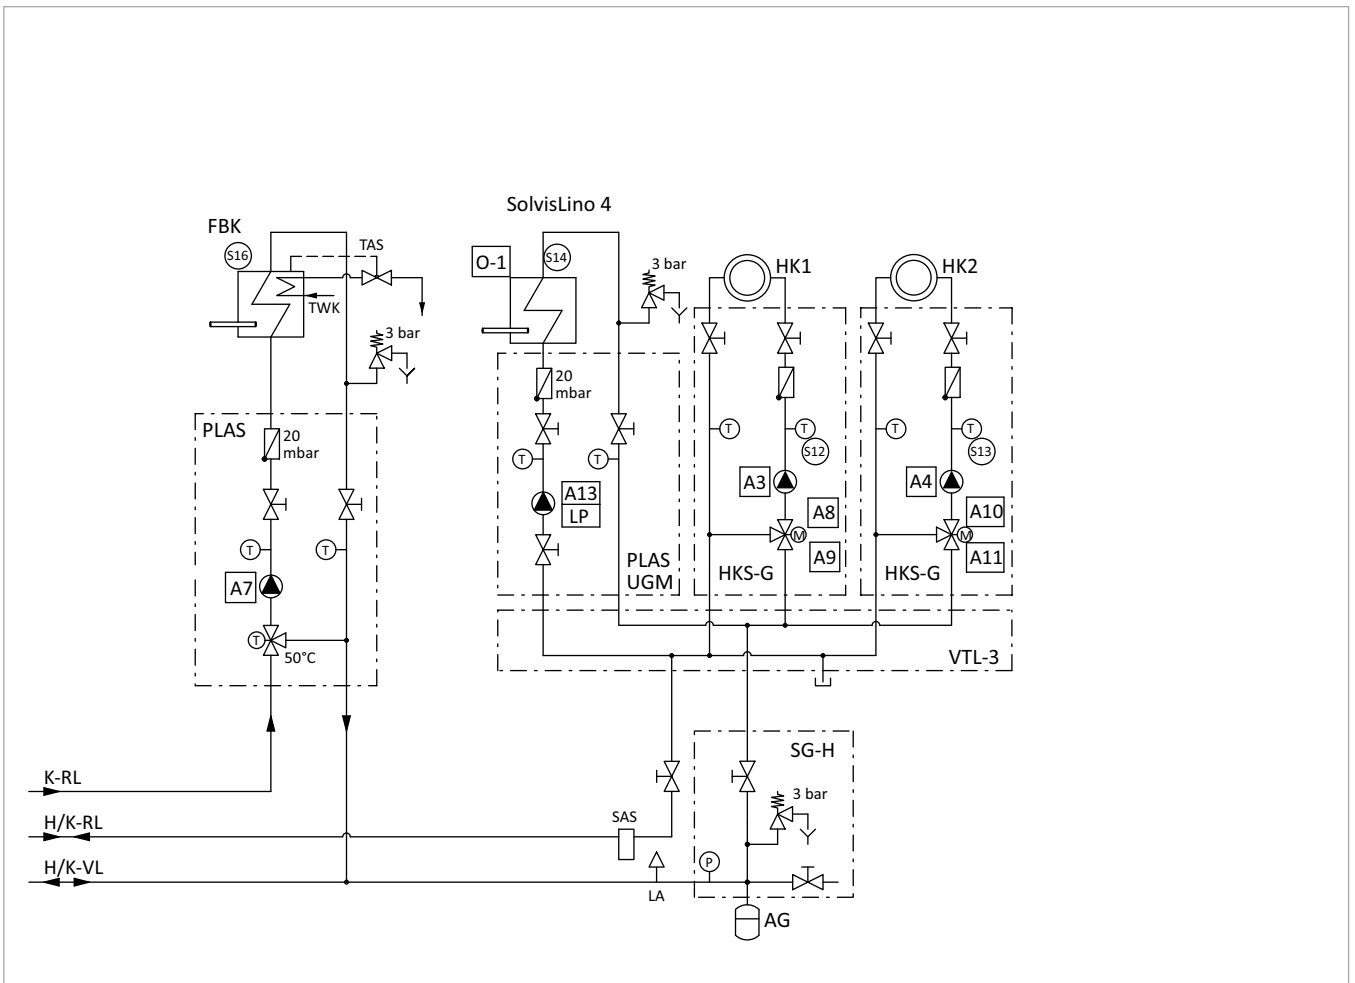 SolvisLino 4
FBK
S16
TAS
TWK
3 bar
O-1
S14
3 bar
HK1
HK2
PLAS
20
mbar
T
T
A7
T
50°C
20
mbar
T
T
A13
LP
PLAS
UGM
T
T
S12
A3
A8
M
A9
HKS-G
T
T
S13
A4
A10
M
A11
HKS-G
VTL-3
SG-H
3 bar
K-RL
H/K-RL
SAS
H/K-VL
LA
P
AG